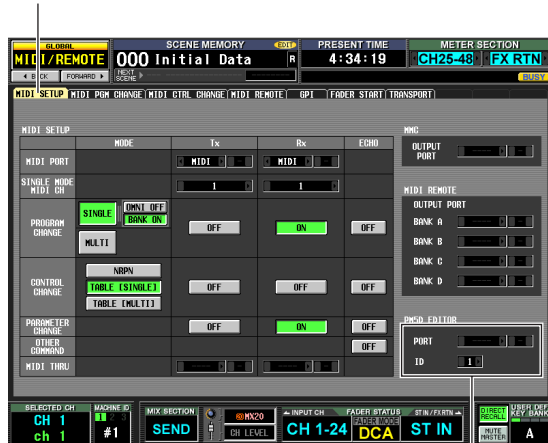 GLOBAL
MIDI/REMOTE
BACK
FORWARD
SCENE MEMORY
EDIT
000 Initial Data
R
NEXT SCENE
PRESENT TIME
4:34:19
METER SECTION
CH25-48
FX RTN
BUSY
MIDI SETUP
MIDI PGM CHANGE
MIDI CTRL CHANGE
MIDI REMOTE
GPI
FADER START
TRANSPORT
MIDI SETUP
MODE
Tx
Rx
ECHO
MIDI PORT
MIDI
MIDI
SINGLE MODE MIDI CH
1
1
PROGRAM CHANGE
SINGLE
OMNI OFF
BANK ON
MULTI
OFF
ON
OFF
CONTROL CHANGE
NRPN
TABLE [SINGLE]
TABLE [MULTI]
OFF
OFF
OFF
PARAMETER CHANGE
OFF
ON
OFF
OTHER COMMAND
OFF
MIDI THRU
MMC
OUTPUT PORT
MIDI REMOTE
OUTPUT PORT
BANK A
BANK B
BANK C
BANK D
PM5D EDITOR
PORT
ID
1
SELECTED CH
CH 1
ch 1
MACHINE ID
1 2 3
#1
MIX SECTION
SEND
MX20
CH LEVEL
INPUT CH
CH 1-24
FADER STATUS
FADER MODE
DCA
ST IN/FX RTN
ST IN
DIRECT RECALL
MUTE MASTER
USER DEF
KEY BANK
A